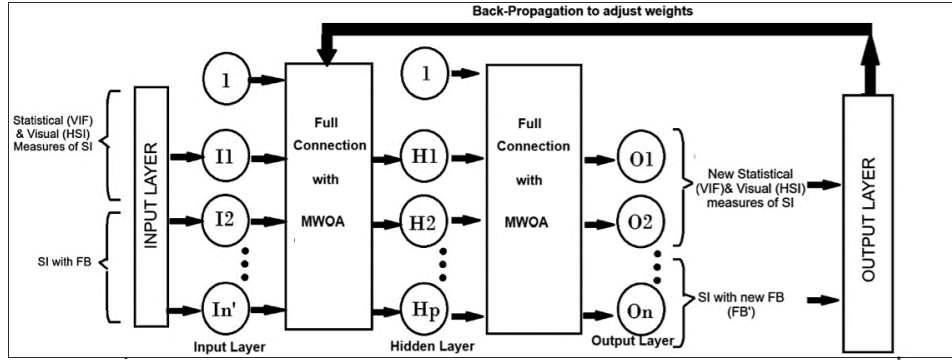 Back-Propagation to adjust weights
Statistical (VIF)
& Visual (HSI)
Measures of SI
SI with FB
INPUT LAYER
1
I1
I2
In'
Input Layer
Full
Connection
with
MWOA
1
H1
H2
Hp
Hidden Layer
Full
Connection
with
MWOA
O1
O2
On
Output Layer
New Statistical
(VIF)& Visual (HSI)
measures of SI
SI with new FB
(FB')
OUTPUT LAYER